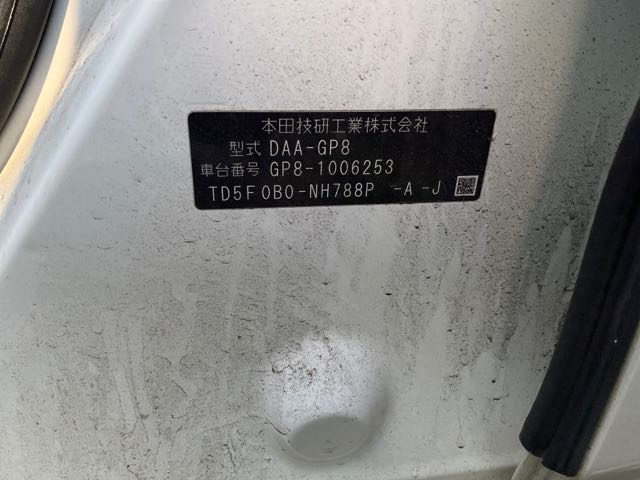 本田技研工業株式会社
型式 DAA-GP8
車台番号 GP8-1006253
TD5F0B0-NH788P -A -J